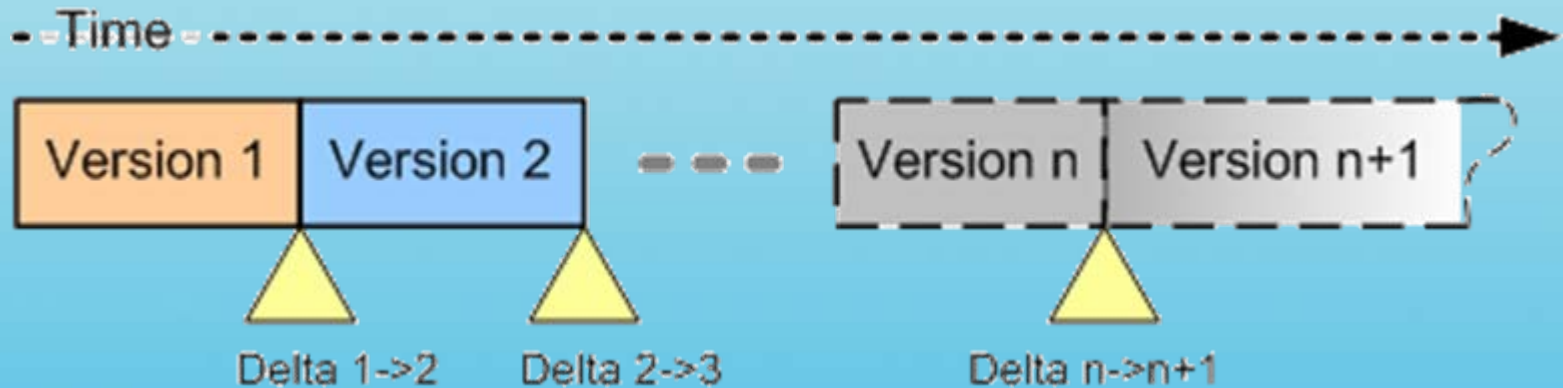 Time
Version 1 Version 2 Version n Version n+1
Delta 1->2 Delta 2->3 Delta n->n+1